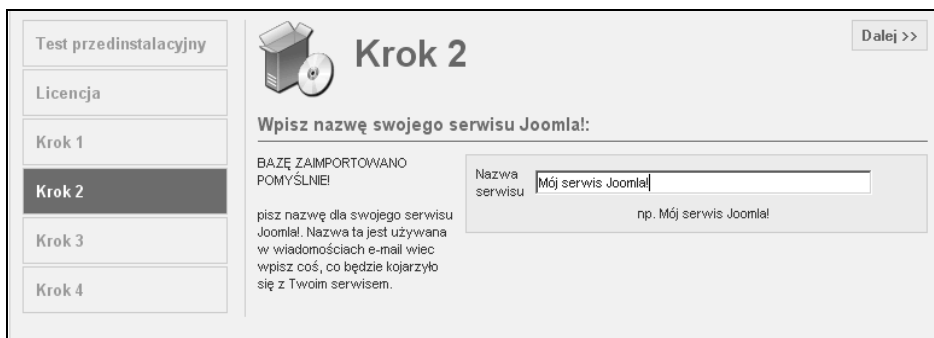 Test przedinstalacyjny
Licencja
Krok 1
Krok 2
Krok 3
Krok 4
Krok 2
Dalej >>
Wpisz nazwę swojego serwisu Joomla!:
BAZĘ ZAIMPORTOWANO
POMYŚLNIE!
pisz nazwę dla swojego serwisu
Joomla!. Nazwa ta jest używana
w wiadomościach e-mail wiec
wpisz coś, co będzie kojarzyło
się z Twoim serwisem.
Nazwa
serwisu
Mój serwis Joomla!
np. Mój serwis Joomla!